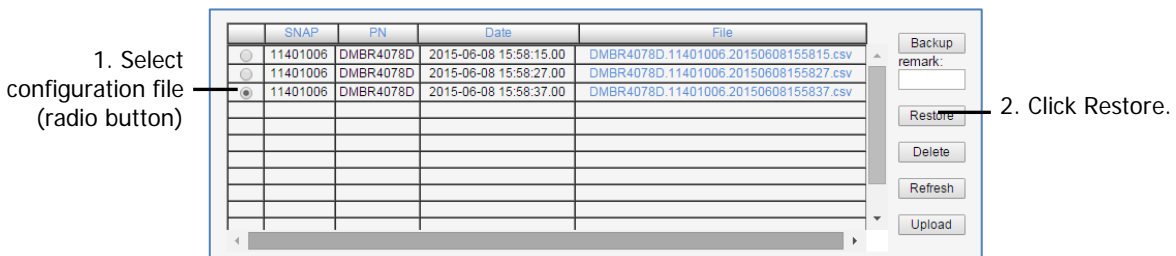 SNAP PN Date File
11401006 DMBR4078D 2015-06-08 15:58:15.00 DMBR4078D.11401006.20150608155815.csv
11401006 DMBR4078D 2015-06-08 15:58:27.00 DMBR4078D.11401006.20150608155827.csv
11401006 DMBR4078D 2015-06-08 15:58:37.00 DMBR4078D.11401006.20150608155837.csv
1. Select
configuration file
(radio button)
Backup
remark:
Restore
Delete
Refresh
Upload
2. Click Restore.